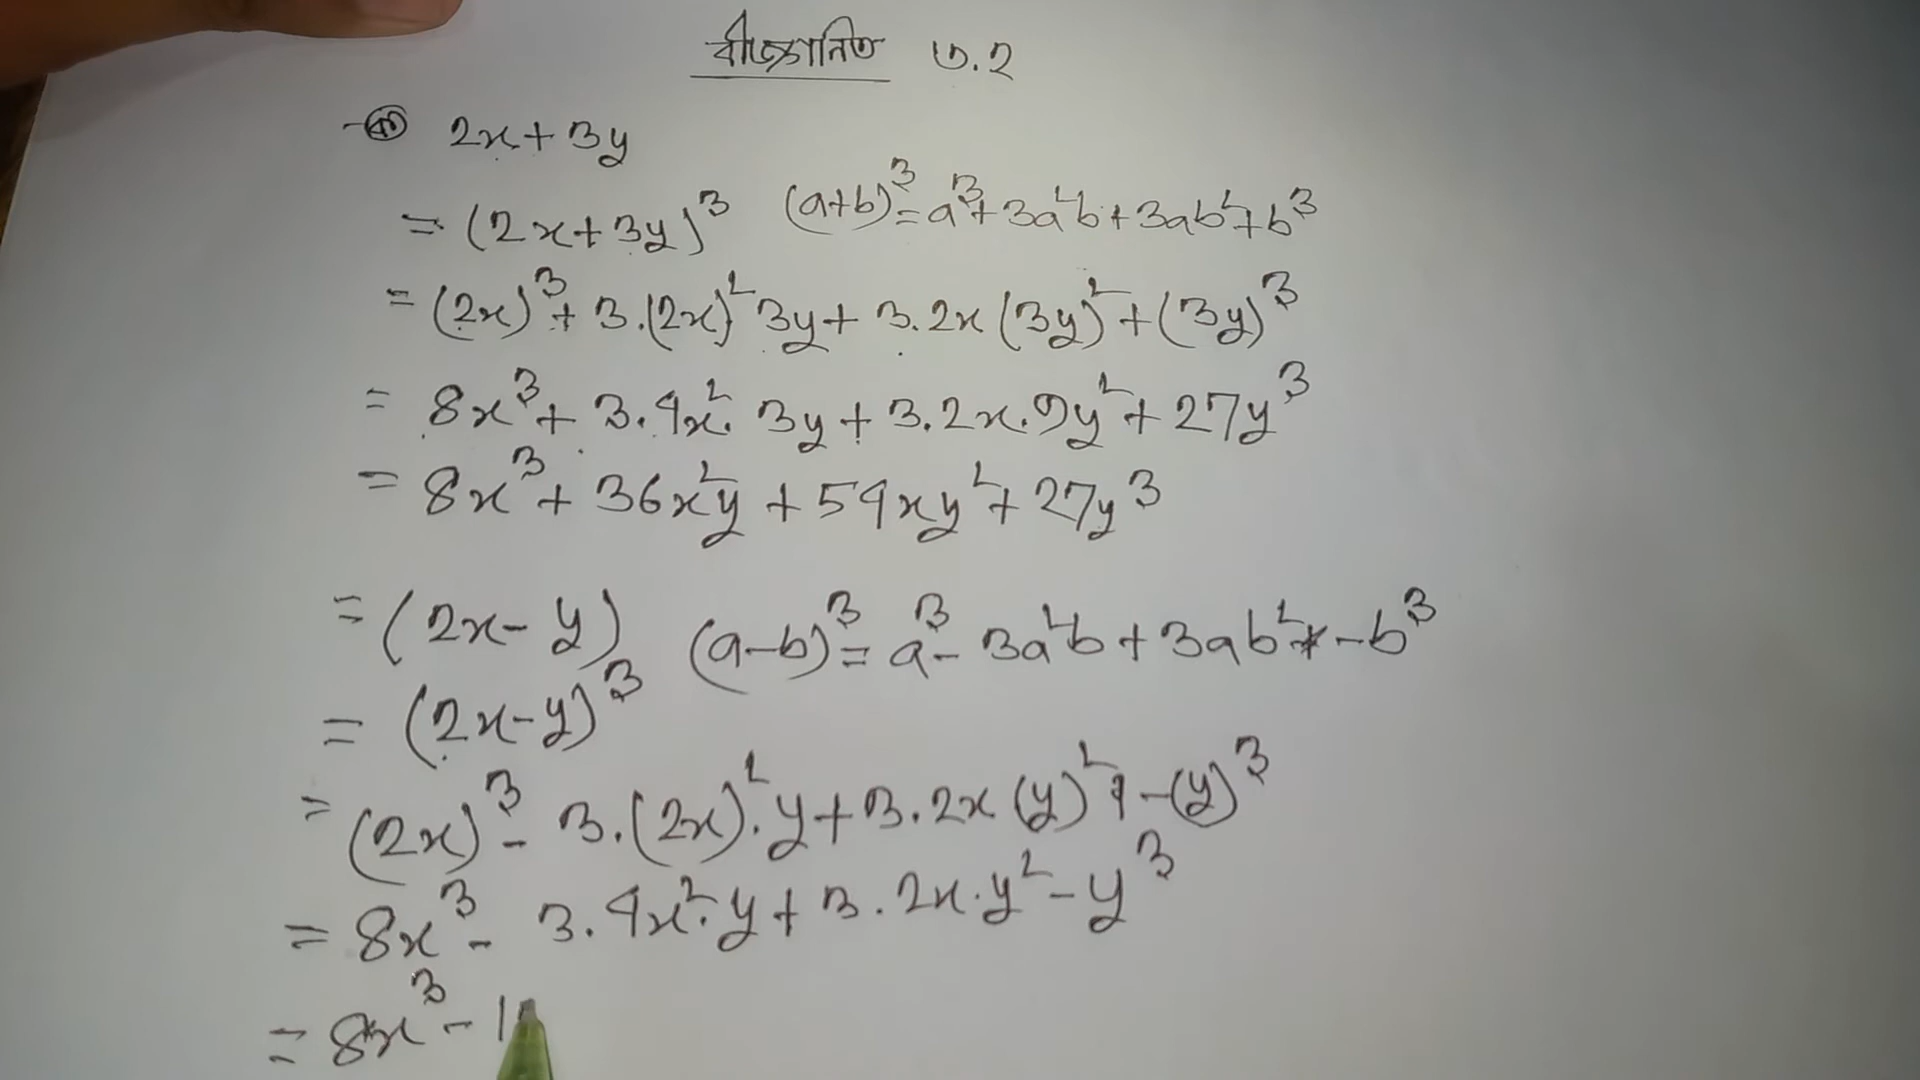 বীজগানিত ৩.২
ক 2x+3y
= (2x+3y)³ (a+b)³=a³+3a²b+3ab²+b³
= (2x)³+3.(2x)²3y+3.2x(3y)²+(3y)³
= 8x³+3.4x².3y+3.2x.9y²+27y³
= 8x³+36x²y+54xy²+27y³
= (2x-y) (a-b)³=a³-3a²b+3ab²-b³
= (2x-y)³
= (2x)³-3.(2x)².y+3.2x(y)²-(y)³
= 8x³-3.4x².y+3.2x.y²-y³
= 8x³-1